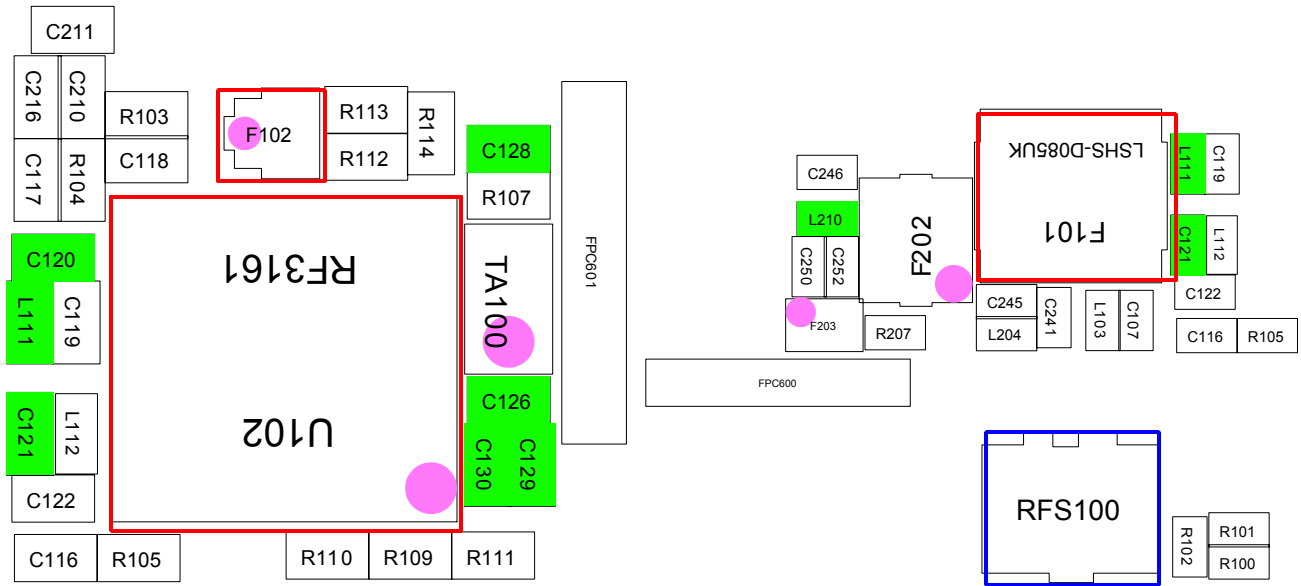 C211
C216
C210
R103
C118
C117
R104
F102
R113
R112
R114
C128
R107
FPC601
C120
L111
C119
RF3161
TA100
C121
L112
C122
U102
C126
C130
C129
C116
R105
R110
R109
R111
C246
L210
C250
C252
F202
F203
R207
FPC600
LSHS-D085UK
F101
L111
C119
C121
L112
C122
C245
L204
C241
L103
C107
C116
R105
RFS100
R102
R101
R100